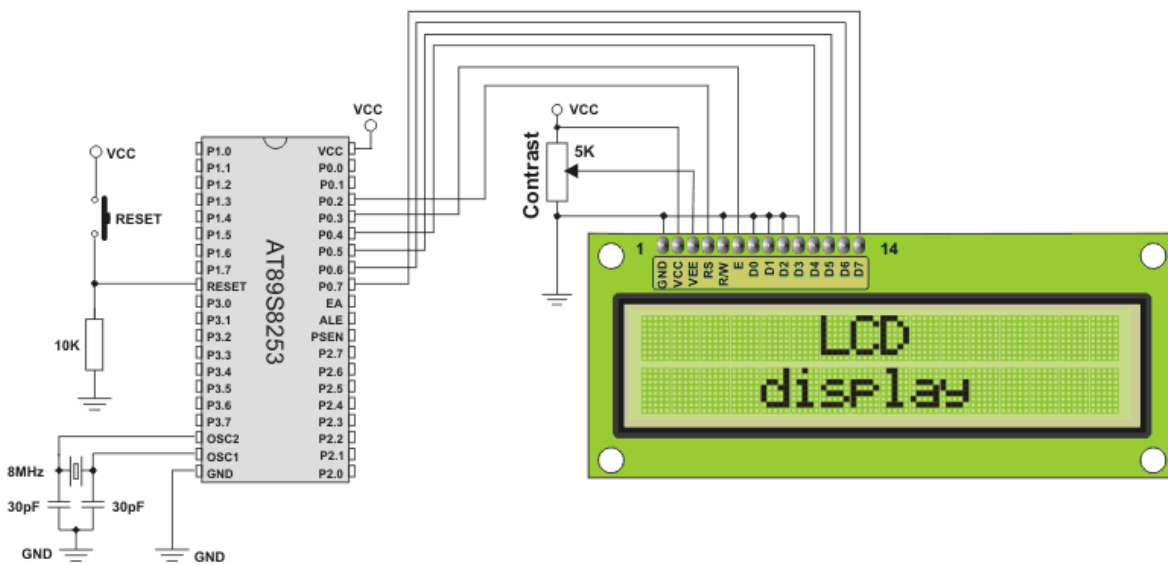 VCC
RESET
10K
8MHz
30pF
30pF
GND
GND
VCC
AT89S8253
P1.0
P1.1
P1.2
P1.3
P1.4
P1.5
P1.6
P1.7
RESET
P3.0
P3.1
P3.2
P3.3
P3.4
P3.5
P3.6
P3.7
OSC2
OSC1
GND
VCC
P0.0
P0.1
P0.2
P0.3
P0.4
P0.5
P0.6
P0.7
EA
ALE
PSEN
P2.7
P2.6
P2.5
P2.4
P2.3
P2.2
P2.1
P2.0
VCC
5K
Contrast
1
14
GND
VCC
VEE
RS
R/W
E
D0
D1
D2
D3
D4
D5
D6
D7
LCD
display